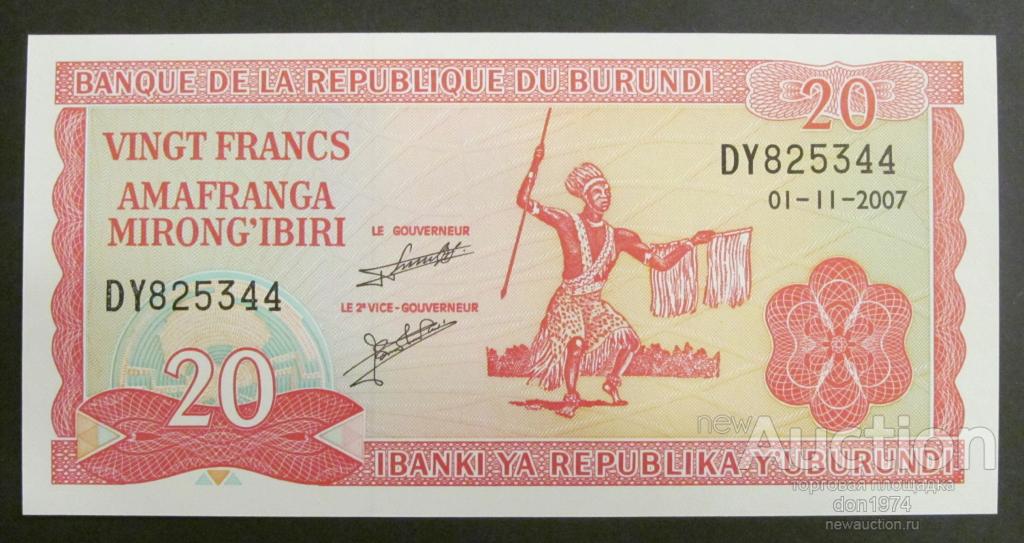 BANQUE DE LA REPUBLIQUE DU BURUNDI
20
VINGT FRANCS
AMAFRANGA
MIRONG'IBIRI
DY825344
01-11-2007
LE GOUVERNEUR
DY825344
LE 2e VICE-GOUVERNEUR
20
IBANKI YA REPUBLIKA Y'UBURUNDI
newAuction
торговая площадка
don1974
newauction.ru